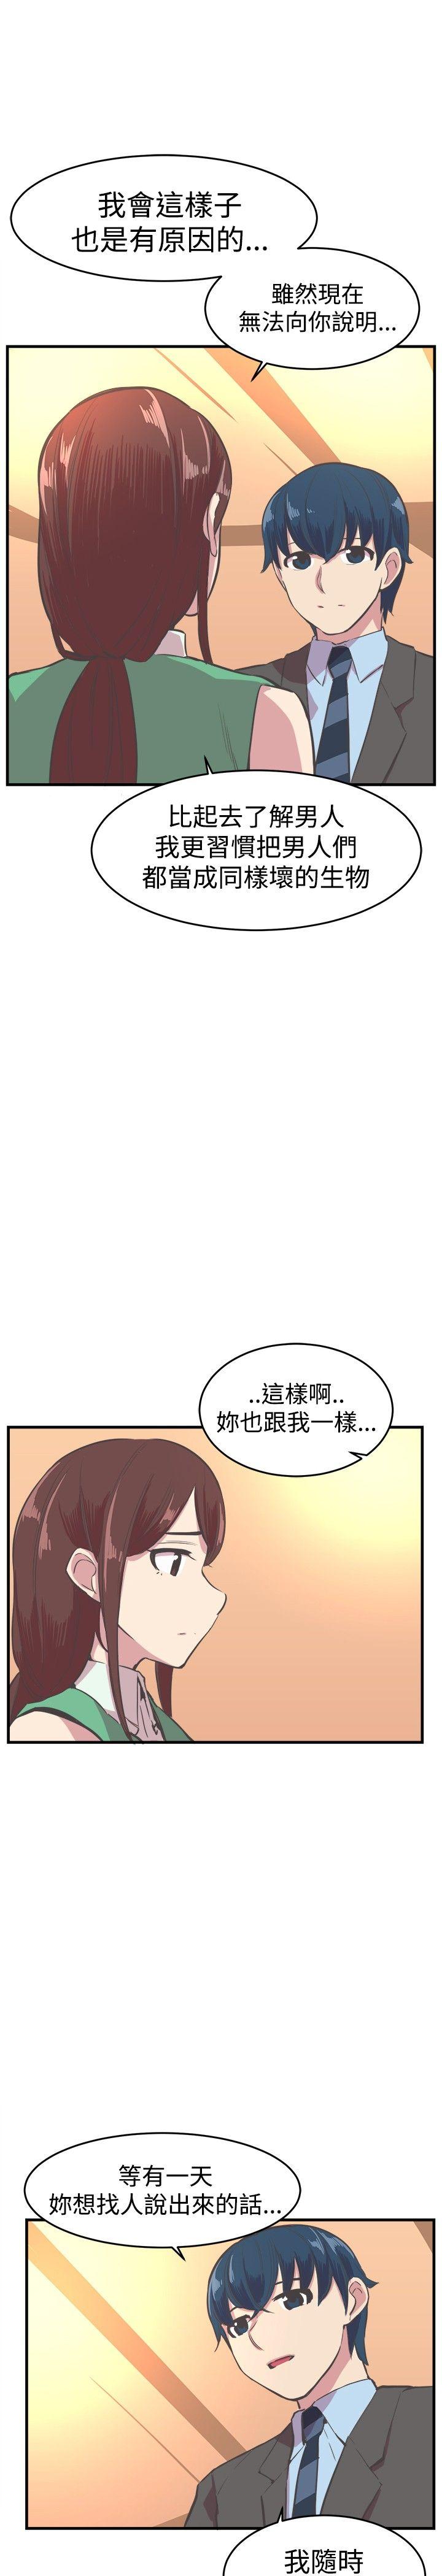 我會這樣子
也是有原因的...
雖然現在
無法向你說明...
比起去了解男人
我更習慣把男人們
都當成同樣壞的生物
..這樣啊..
妳也跟我一樣...
等有一天
妳想找人說出來的話...
我隨時